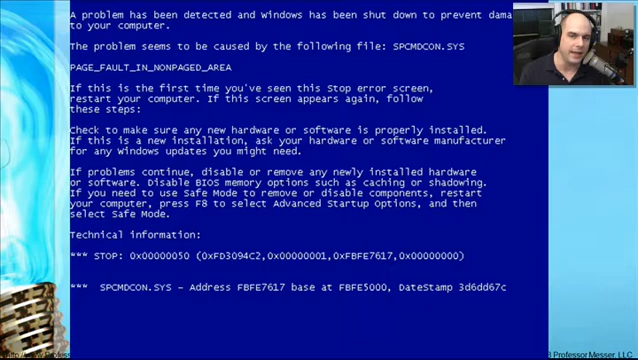 A problem has been detected and Windows has been shut down to prevent dama
to your computer.
The problem seems to be caused by the following file: SPCMDCON.SYS
PAGE_FAULT_IN_NONPAGED_AREA
If this is the first time you've seen this Stop error screen,
restart your computer. If this screen appears again, follow
these steps:
Check to make sure any new hardware or software is properly installed.
If this is a new installation, ask your hardware or software manufacturer
for any Windows updates you might need.
If problems continue, disable or remove any newly installed hardware
or software. Disable BIOS memory options such as caching or shadowing.
If you need to use Safe Mode to remove or disable components, restart
your computer, press F8 to select Advanced Startup Options, and then
select Safe Mode.
Technical information:
*** STOP: 0x00000050 (0xFD3094C2,0x00000001,0xFBFE7617,0x00000000)
*** SPCMDCON.SYS - Address FBFE7617 base at FBFE5000, DateStamp 3d6dd67c
Professor Messer, LLC